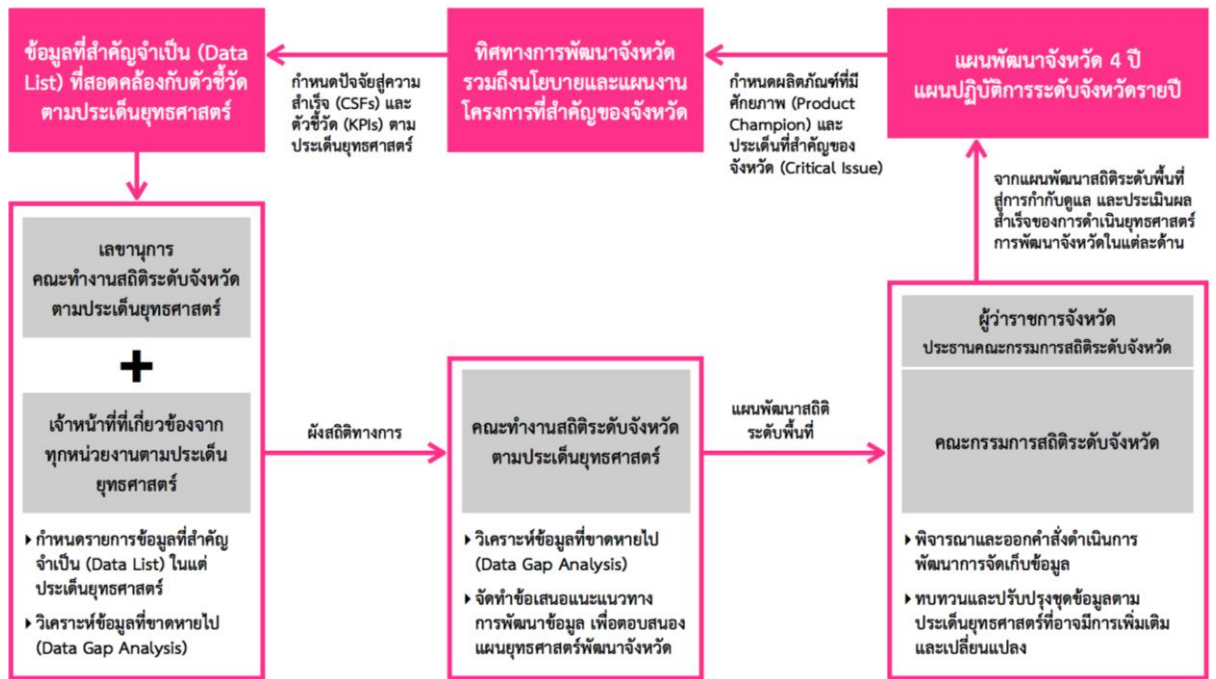 ข้อมูลที่สำคัญจำเป็น (Data
List) ที่สอดคล้องกับตัวชี้วัด
ตามประเด็นยุทธศาสตร์
กำหนดปัจจัยสู่ความ
สำเร็จ (CSFs) และ
ตัวชี้วัด (KPIs) ตาม
ประเด็นยุทธศาสตร์
ทิศทางการพัฒนาจังหวัด
รวมถึงนโยบายและแผนงาน
โครงการที่สำคัญของจังหวัด
กำหนดผลิตภัณฑ์ที่มี
ศักยภาพ (Product
Champion) และ
ประเด็นที่สำคัญของ
จังหวัด (Critical Issue)
แผนพัฒนาจังหวัด 4 ปี
แผนปฏิบัติการระดับจังหวัดรายปี
จากแผนพัฒนาสถิติระดับพื้นที่
สู่การกำกับดูแล และประเมินผล
สำเร็จของการดำเนินยุทธศาสตร์
การพัฒนาจังหวัดในแต่ละด้าน
เลขานุการ
คณะทำงานสถิติระดับจังหวัด
ตามประเด็นยุทธศาสตร์
+
เจ้าหน้าที่ที่เกี่ยวข้องจาก
ทุกหน่วยงานตามประเด็น
ยุทธศาสตร์
กำหนดรายการข้อมูลที่สำคัญ
จำเป็น (Data List) ในแต่
ประเด็นยุทธศาสตร์
วิเคราะห์ข้อมูลที่ขาดหายไป
(Data Gap Analysis)
ผังสถิติทางการ
คณะทำงานสถิติระดับจังหวัด
ตามประเด็นยุทธศาสตร์
วิเคราะห์ข้อมูลที่ขาดหายไป
(Data Gap Analysis)
จัดทำข้อเสนอแนะแนวทาง
การพัฒนาข้อมูล เพื่อตอบสนอง
แผนยุทธศาสตร์พัฒนาจังหวัด
แผนพัฒนาสถิติ
ระดับพื้นที่
ผู้ว่าราชการจังหวัด
ประธานคณะกรรมการสถิติระดับจังหวัด
คณะกรรมการสถิติระดับจังหวัด
พิจารณาและออกคำสั่งดำเนินการ
พัฒนาการจัดเก็บข้อมูล
ทบทวนและปรับปรุงชุดข้อมูลตาม
ประเด็นยุทธศาสตร์ที่อาจมีการเพิ่มเติม
และเปลี่ยนแปลง